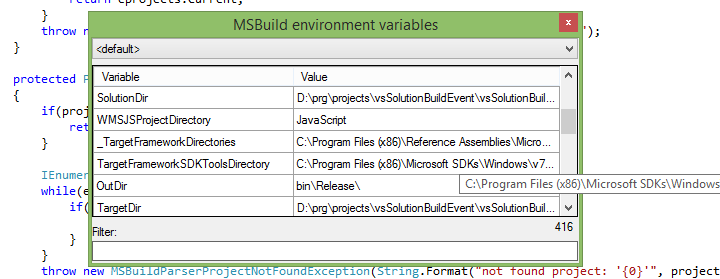 return eprojects.Current;
}
MSBuild environment variables
x
throw n
");
}
<default>
Variable Value
protected
SolutionDir D:\prg\projects\vsSolutionBuildEvent\vsSolutionBuil...
{
WMSJSProjectDirectory JavaScript
if(proj
ret
_TargetFrameworkDirectories C:\Program Files (x86)\Reference Assemblies\Micro...
}
TargetFrameworkSDKToolsDirectory C:\Program Files (x86)\Microsoft SDKs\Windows\v7...
IEnumer
OutDir bin\Release\
C:\Program Files (x86)\Microsoft SDKs\Windows
while(e
if(
TargetDir D:\prg\projects\vsSolutionBuildEvent\vsSolutionBuil...
416
Filter:
}
}
throw new MSBuildParserProjectNotFoundException(String.Format("not found project: '{0}'", project